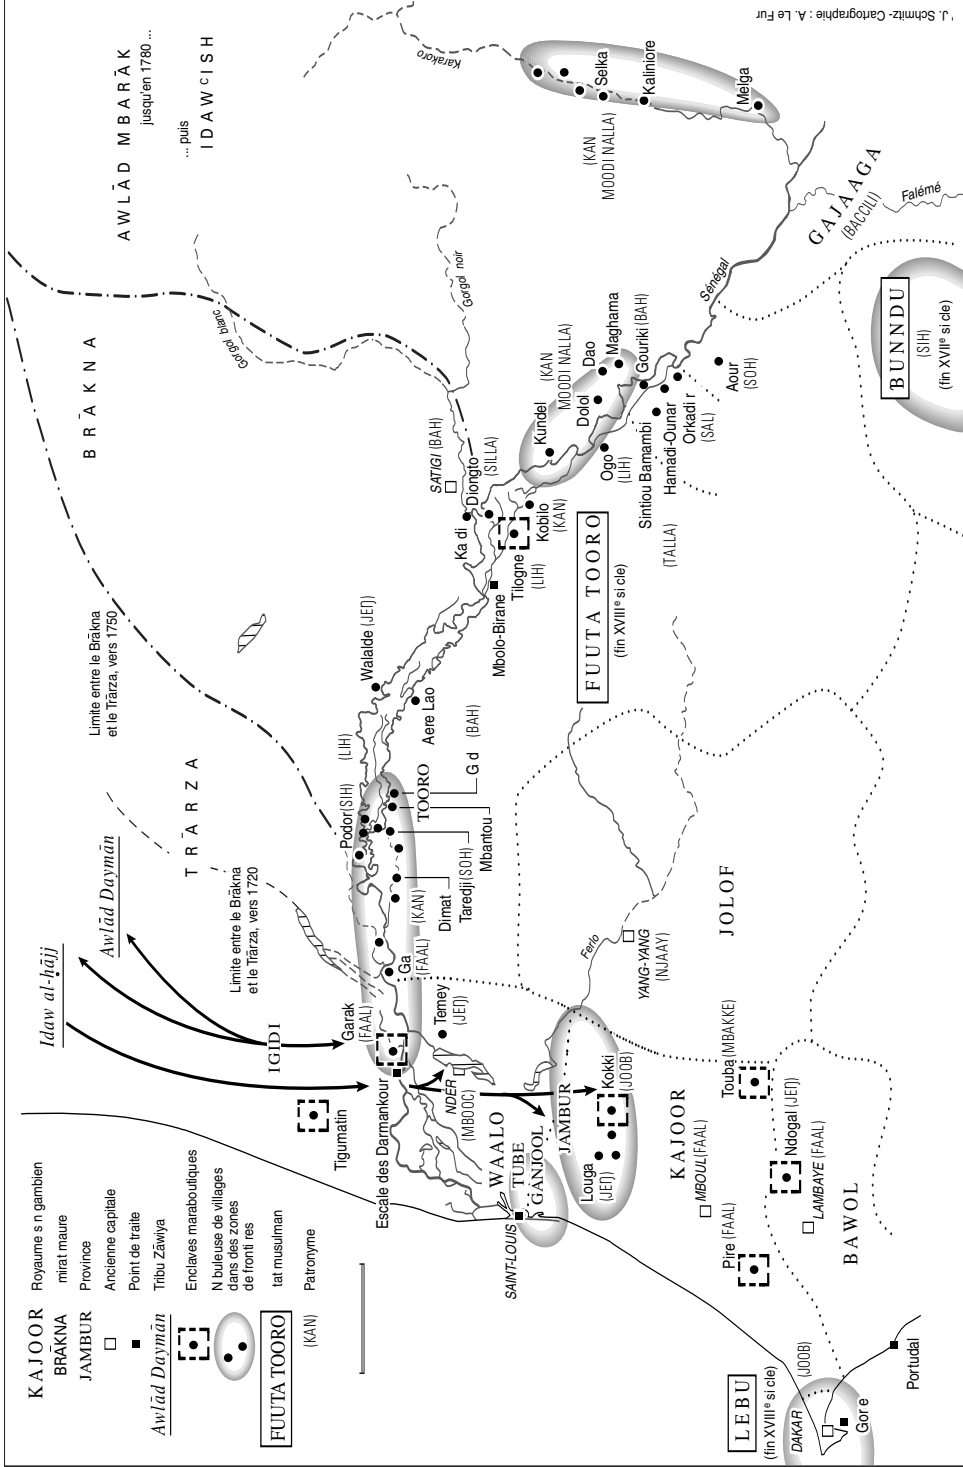 KAJOOR Royaume s n gambien
BRĀKNA mirat maure
JAMBUR Province
Ancienne capitale
Point de traite
Awlād Daymān Tribu Zāwiya
Enclaves maraboutiques
N buleuse de villages
dans des zones
de fronti res
FUUTA TOORO tat musulman
(KAN) Patronyme
Idaw al-ḥājj
Awlād Daymān
IGIDI
Tigumatin
Limite entre le Brākna
et le Trārza, vers 1720
TRĀRZA
Limite entre le Brākna
et le Trārza, vers 1750
BRĀKNA
AWLĀD MBARĀK
jusqu'en 1780 ...
... puis
IDAWᶜISH
Gorgol blanc
Gorgol noir
Karakoro
Escale des Darmankour
Garak
(FAAL)
Ga
(FAAL)
(KAN)
Podor (SIH)
(LIH)
TOORO
Dimat
Taredji (SOH)
Mbantou
G d
(BAH)
Walalde (JEŊ)
Aere Lao
Mbolo-Birane
Ka di
SATIGI (BAH)
Diongto
(SILLA)
Tilogne
(LIH)
Kobilo
(KAN)
Kundel
(KAN
MOODI NALLA)
Dolol
Dao
Maghama
Ogo
(LIH)
Gouriki (BAH)
Sintiou Bamambi
Hamadi-Ounar
Orkadi r
(SAL)
(TALLA)
Aour
(SOH)
Sénégal
(KAN
MOODI NALLA)
Selka
Kaliniore
Melga
GAJAAGA
(BACCILI)
Falémé
BUNNDU
(SIH)
(fin XVIIe si cle)
FUUTA TOORO
(fin XVIIIe si cle)
Temey
(JEŊ)
NDER
(MBOOC)
WAALO
TUBE
GANJOOL
JAMBUR
SAINT-LOUIS
Louga
(JEŊ)
Kokki
(JOOB)
Ferlo
YANG-YANG
(NJAAY)
JOLOF
KAJOOR
MBOUL (FAAL)
Touba (MBAKKE)
Pire (FAAL)
Ndogal (JEŊ)
LAMBAYE (FAAL)
BAWOL
LEBU
(fin XVIIIe si cle)
DAKAR
(JOOB)
Gor e
Portudal
J. Schmitz- Cartographie : A. Le Fur